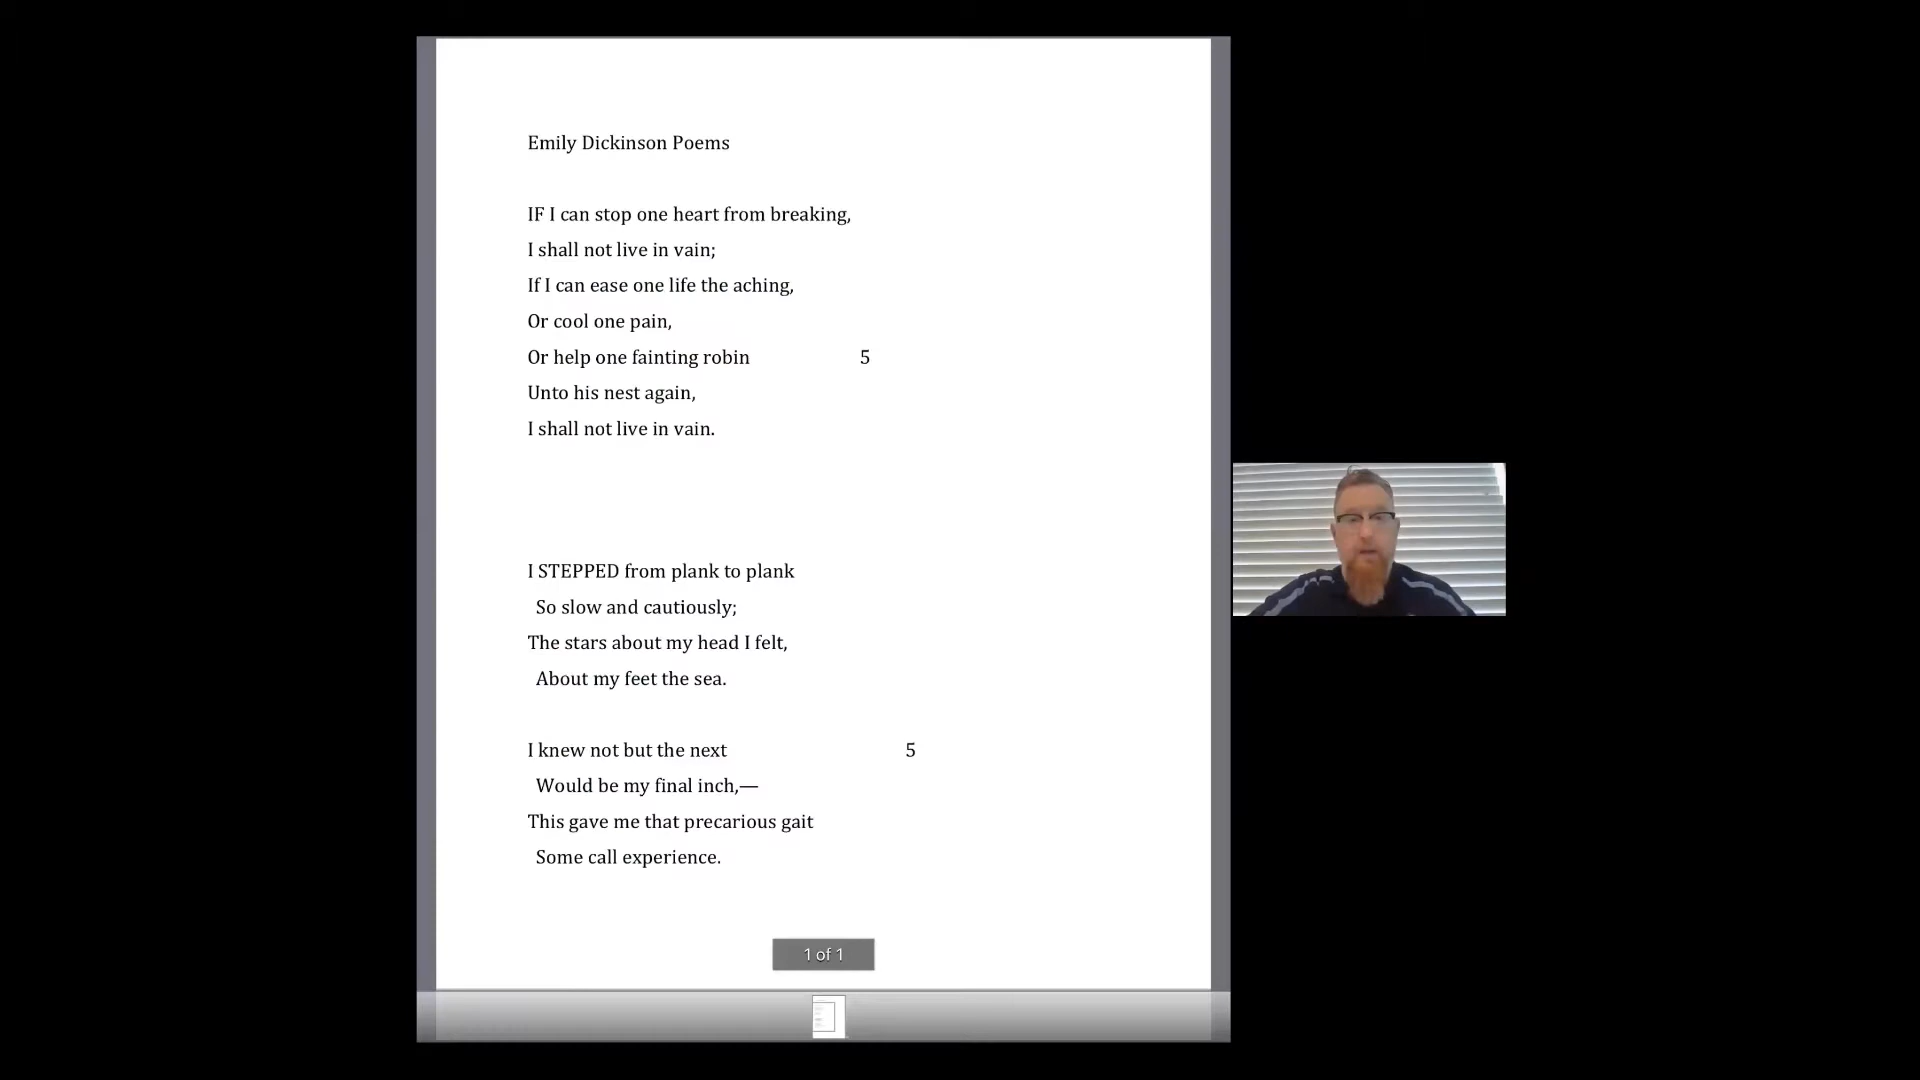 Emily Dickinson Poems
IF I can stop one heart from breaking,
I shall not live in vain;
If I can ease one life the aching,
Or cool one pain,
Or help one fainting robin 5
Unto his nest again,
I shall not live in vain.
I STEPPED from plank to plank
So slow and cautiously;
The stars about my head I felt,
About my feet the sea.
I knew not but the next 5
Would be my final inch,—
This gave me that precarious gait
Some call experience.
1 of 1